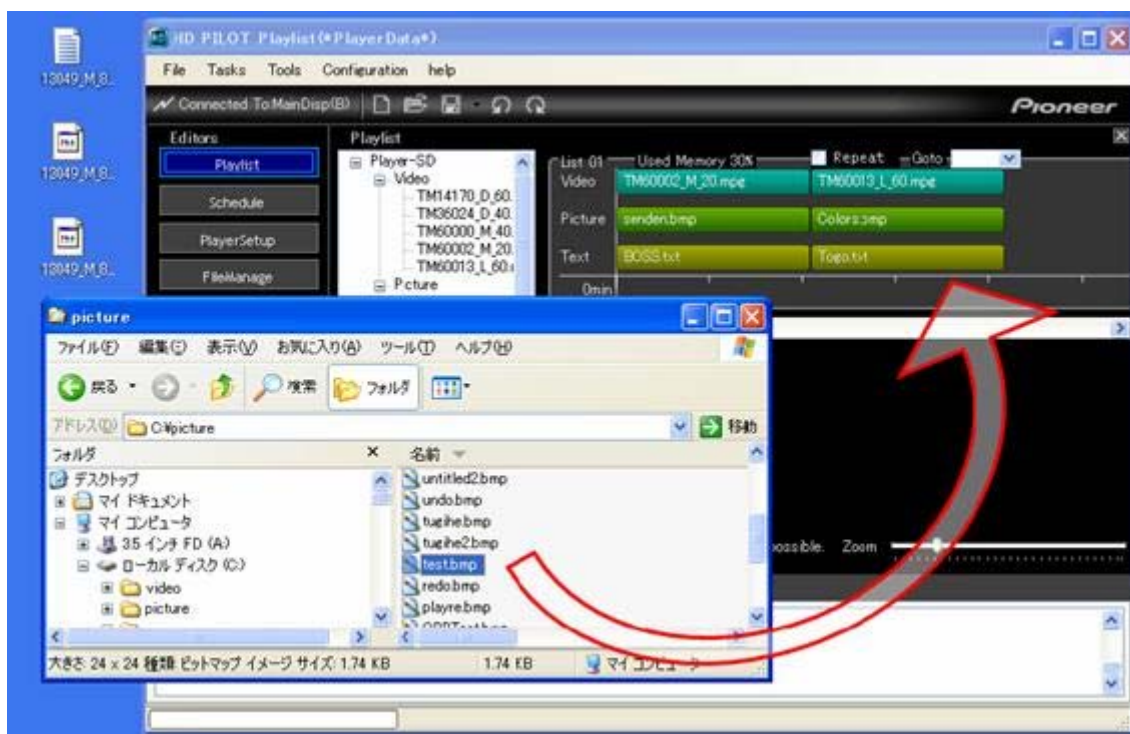 HD PILOT Playlist(*PlayerData*)
File Tasks Tools Configuration help
Connected To:MainDisp(B)
Pioneer
Editors
Playlist
Schedule
PlayerSetup
FileManage
Playlist
Player-SD
Video
TM14170_D_60.
TM36024_D_40.
TM60000_M_40.
TM60002_M_20.
TM60013_L_60.
Picture
List 01 Used Memory 30% Repeat Goto
Video TM60002_M_20.mpg TM60013_L_60.mpg
Picture senden.bmp
Text BOSS.txt Togo.txt
0min
13049_M_8...
13049_M_8...
13049_M_8...
picture
ファイル(F) 編集(E) 表示(V) お気に入り(A) ツール(T) ヘルプ(H)
戻る 検索 フォルダ
アドレス(D) C:¥picture 移動
フォルダ × 名前
デスクトップ
マイ ドキュメント
マイ コンピュータ
3.5 インチ FD (A:)
ローカル ディスク (C:)
video
picture
untitled2.bmp
undo.bmp
tugihe.bmp
tugihe2.bmp
test.bmp
redo.bmp
playre.bmp
大きさ: 24 x 24 種類: ビットマップ イメージ サイズ: 1.74 KB 1.74 KB マイ コンピュータ
possible. Zoom